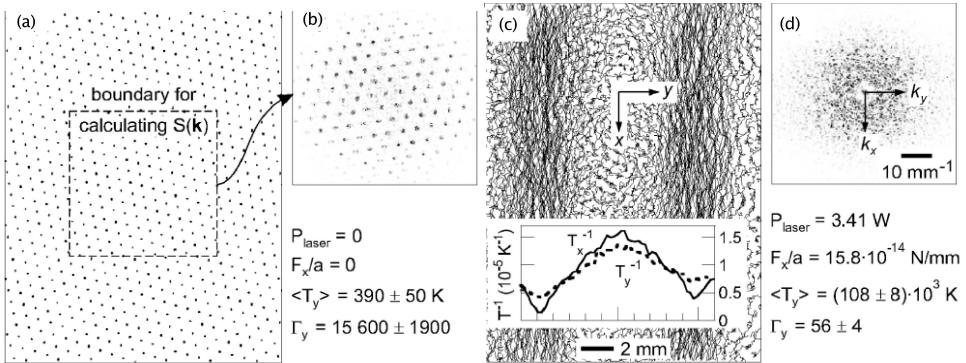 (a)
boundary for
calculating S(k)
(b)
P_laser = 0
F_x/a = 0
<T_y> = 390 ± 50 K
Γ_y = 15 600 ± 1900
(c)
y
x
T_x^-1
T_y^-1
T^-1 (10^-5 K^-1)
1.5
1.0
0.5
0
2 mm
(d)
k_y
k_x
10 mm^-1
P_laser = 3.41 W
F_x/a = 15.8·10^-14 N/mm
<T_y> = (108 ± 8)·10^3 K
Γ_y = 56 ± 4